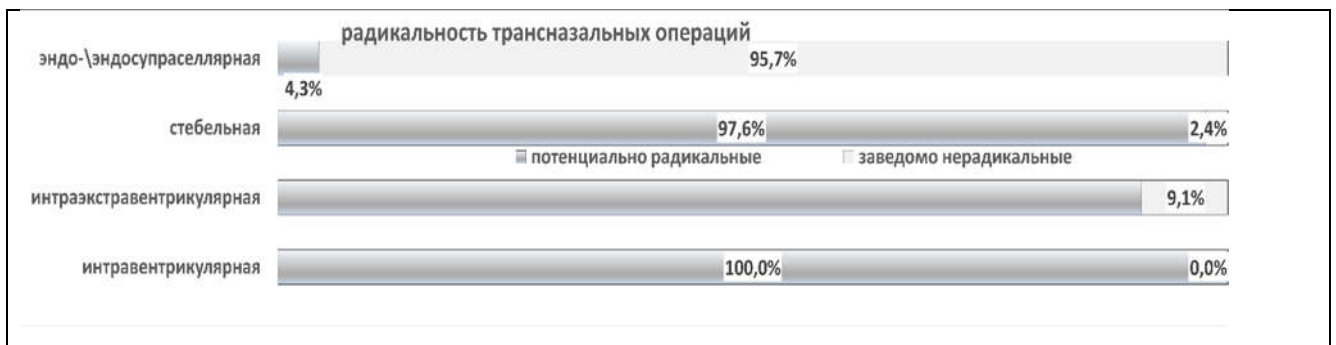 радикальность трансназальных операций
эндо-\эндосупраселлярная 95,7%
4,3%
стебельная 97,6% 2,4%
потенциально радикальные заведомо нерадикальные
интраэкстравентрикулярная 9,1%
интравентрикулярная 100,0% 0,0%